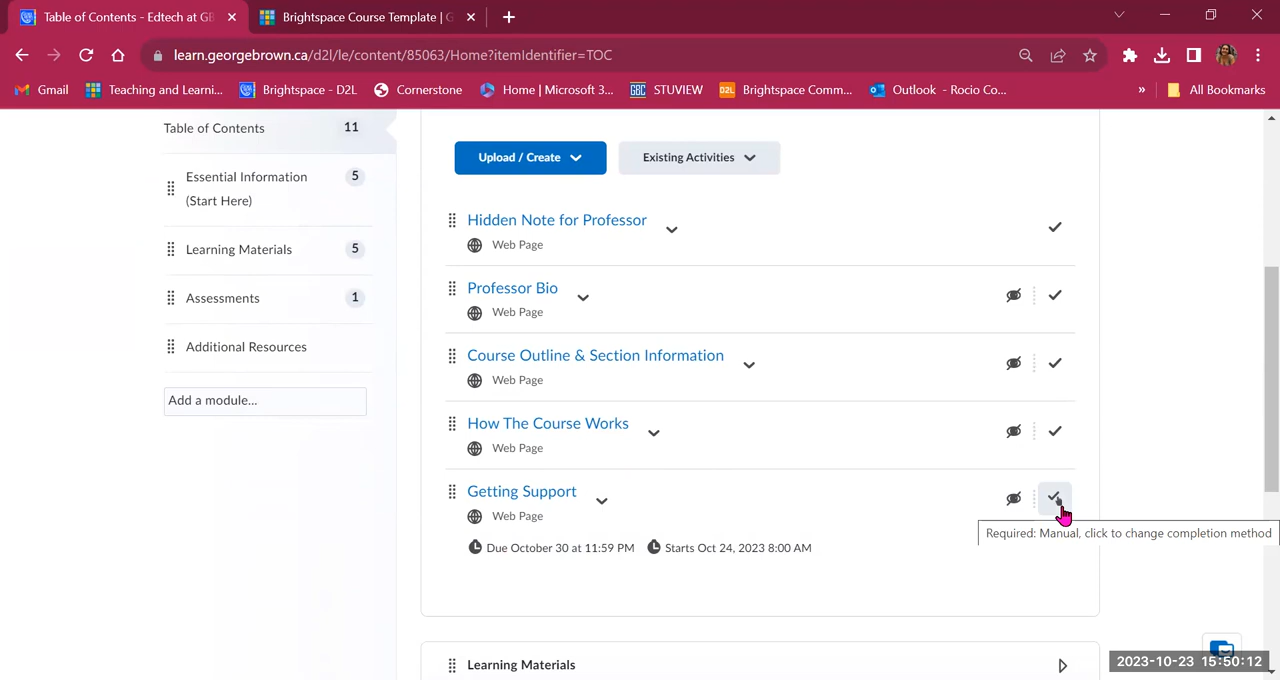 Table of Contents - Edtech at GB
Brightspace Course Template | G
learn.georgebrown.ca/d2l/le/content/85063/Home?itemIdentifier=TOC
Gmail
Teaching and Learni...
Brightspace - D2L
Cornerstone
Home | Microsoft 3...
GBC STUVIEW
D2L Brightspace Comm...
Outlook - Rocio Co...
»
All Bookmarks
Table of Contents 11
Essential Information (Start Here) 5
Learning Materials 5
Assessments 1
Additional Resources
Add a module...
Upload / Create
Existing Activities
Hidden Note for Professor
Web Page
Professor Bio
Web Page
Course Outline & Section Information
Web Page
How The Course Works
Web Page
Getting Support
Web Page
Required: Manual, click to change completion method
Due October 30 at 11:59 PM Starts Oct 24, 2023 8:00 AM
Learning Materials
2023-10-23 15:50:12